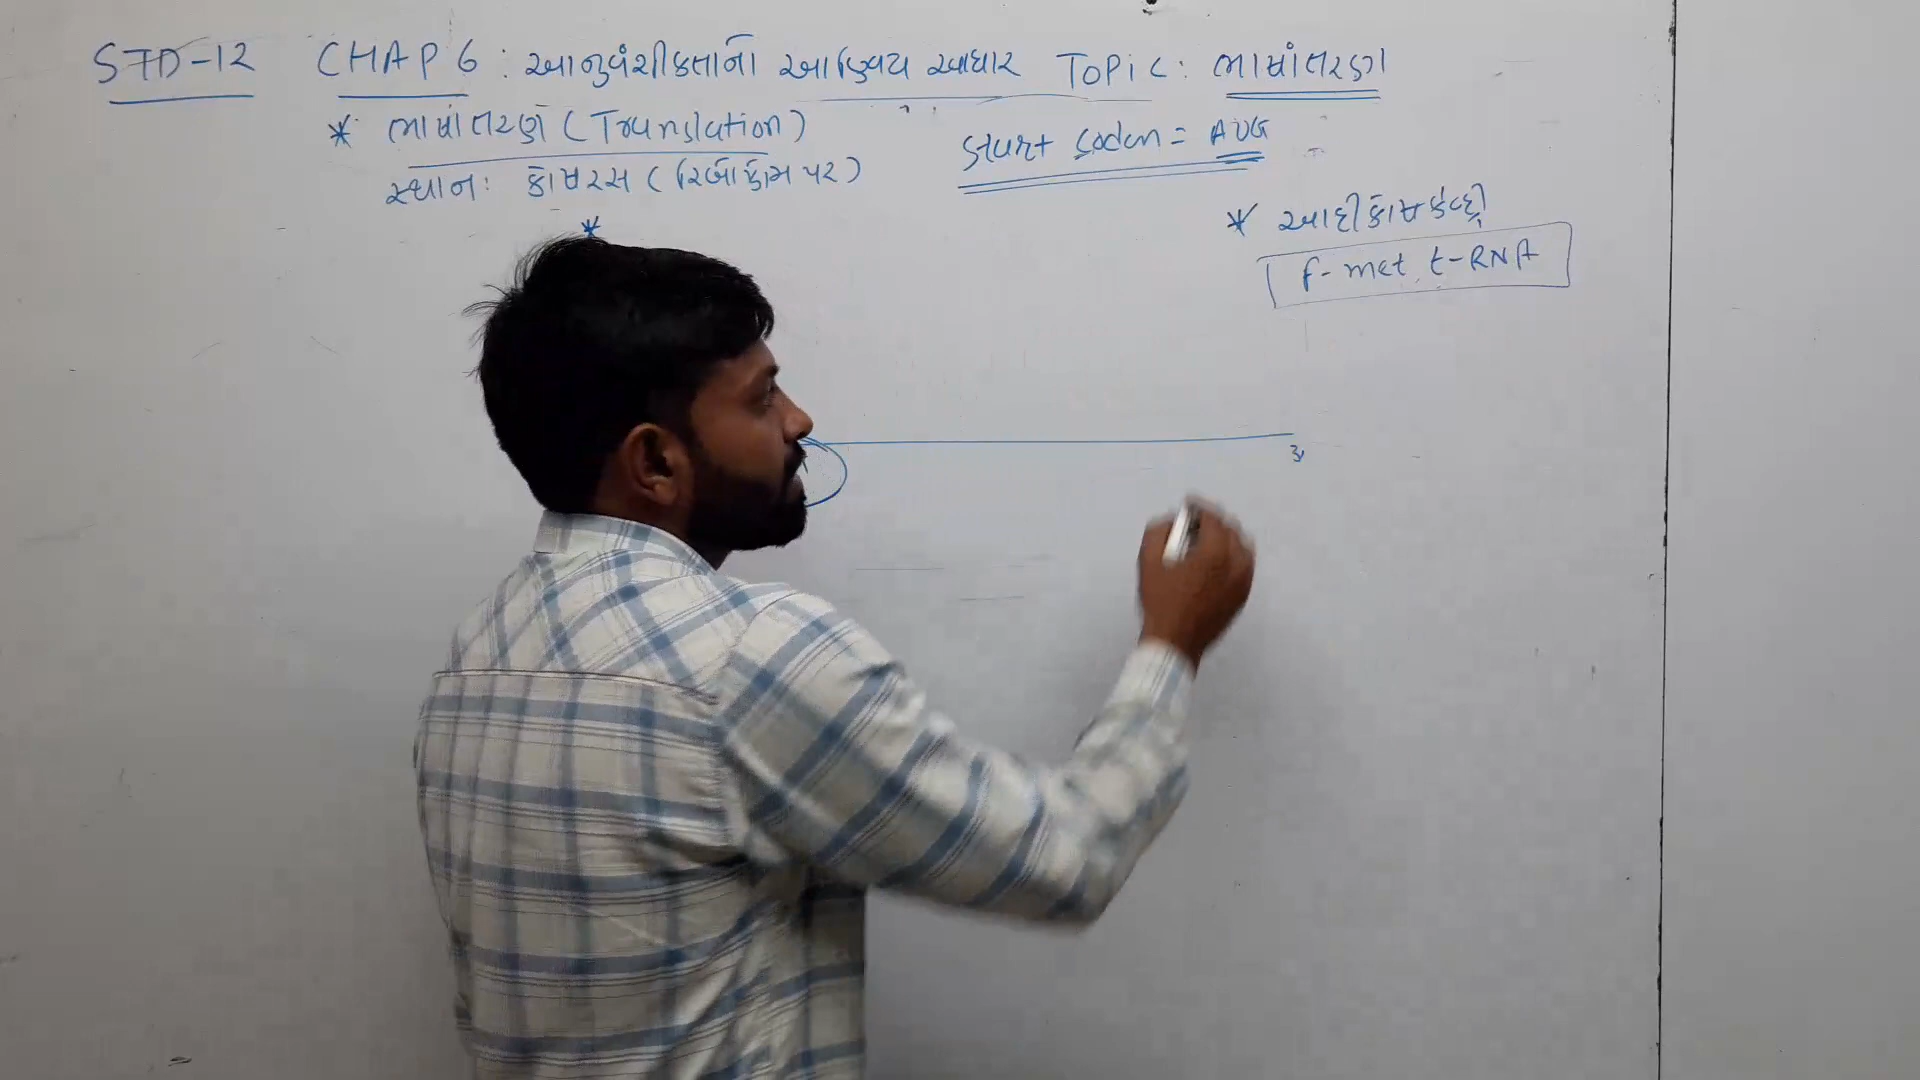 STD-12 CHAP 6 : આનુવંશીકતાનો આણ્વિય આધાર TOPIC : ભાષાંતરણ
* ભાષાંતરણ (Translation)
સ્થાન: કોષરસ (રિબોઝોમ પર)
Start codon = AUG
*
* આદીકોષકેન્દ્રી
f-met t-RNA
3'